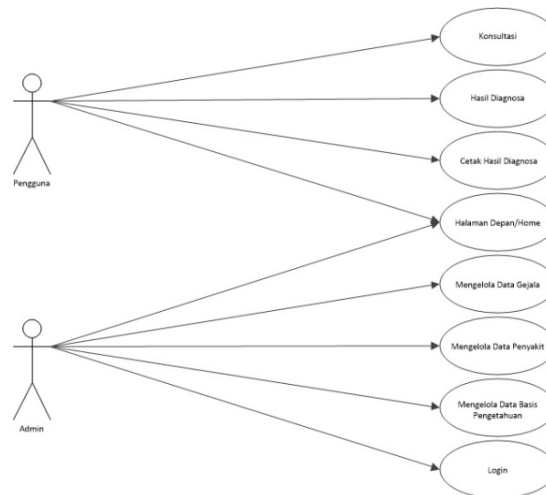 Konsultasi
Hasil Diagnosa
Cetak Hasil Diagnosa
Pengguna
Halaman Depan/Home
Mengelola Data Gejala
Mengelola Data Penyakit
Mengelola Data Basis
Pengetahuan
Admin
Login